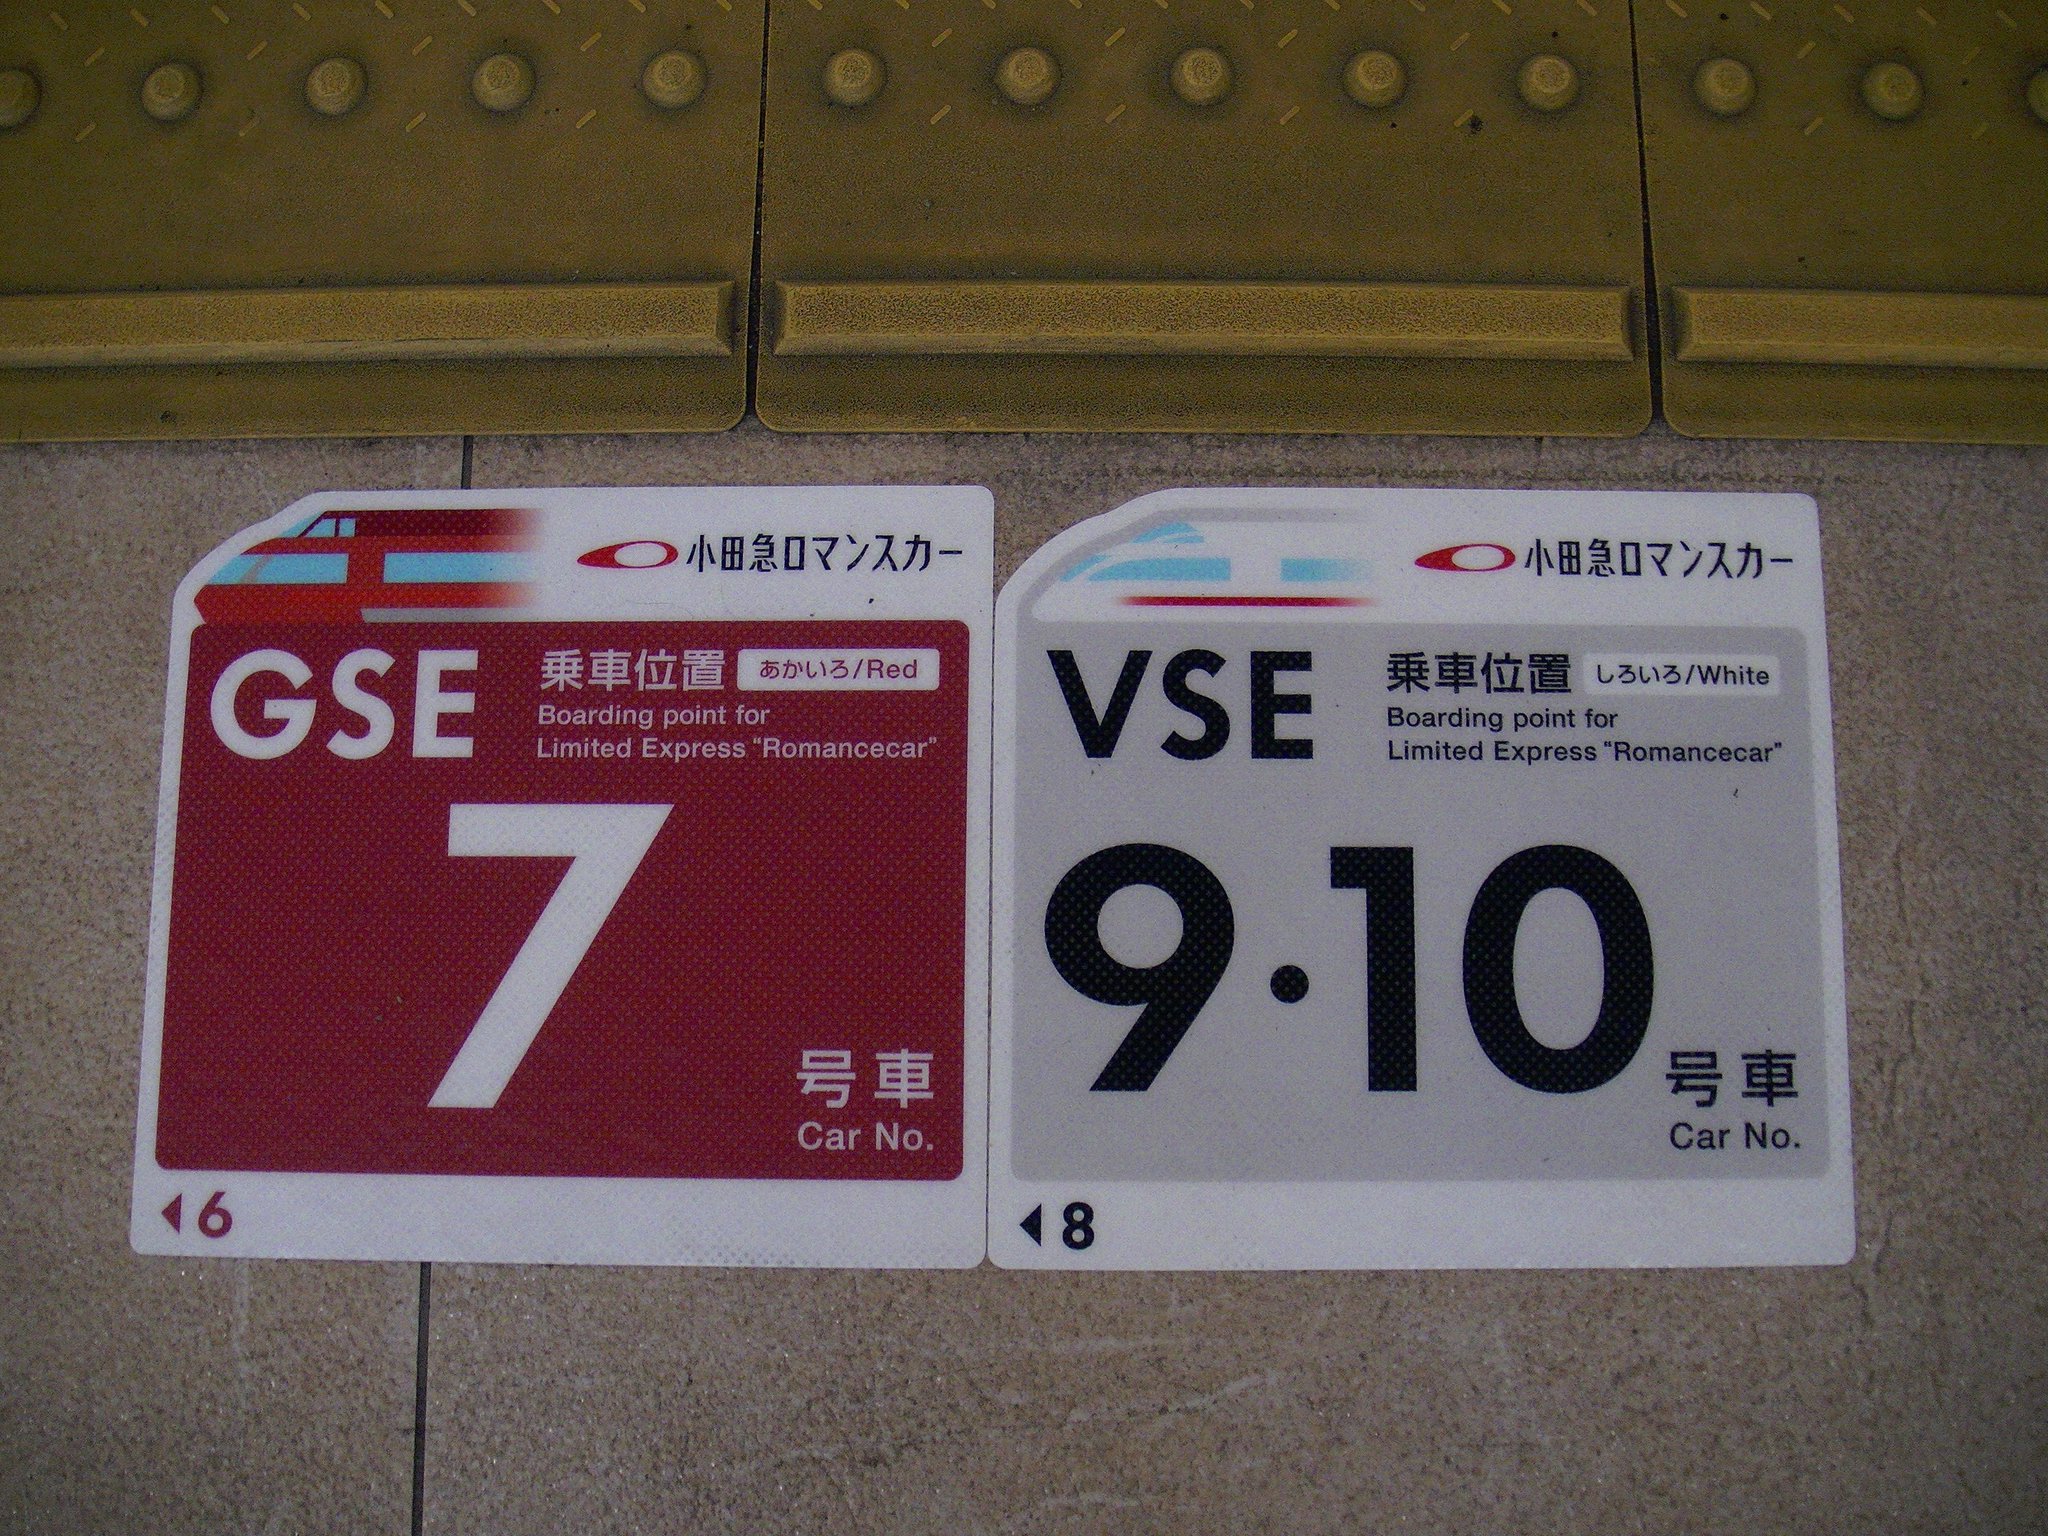 小田急ロマンスカー
GSE
乗車位置 あかいろ/Red
Boarding point for
Limited Express “Romancecar”
7
号車
Car No.
◀6
小田急ロマンスカー
VSE
乗車位置 しろいろ/White
Boarding point for
Limited Express “Romancecar”
9・10
号車
Car No.
◀8